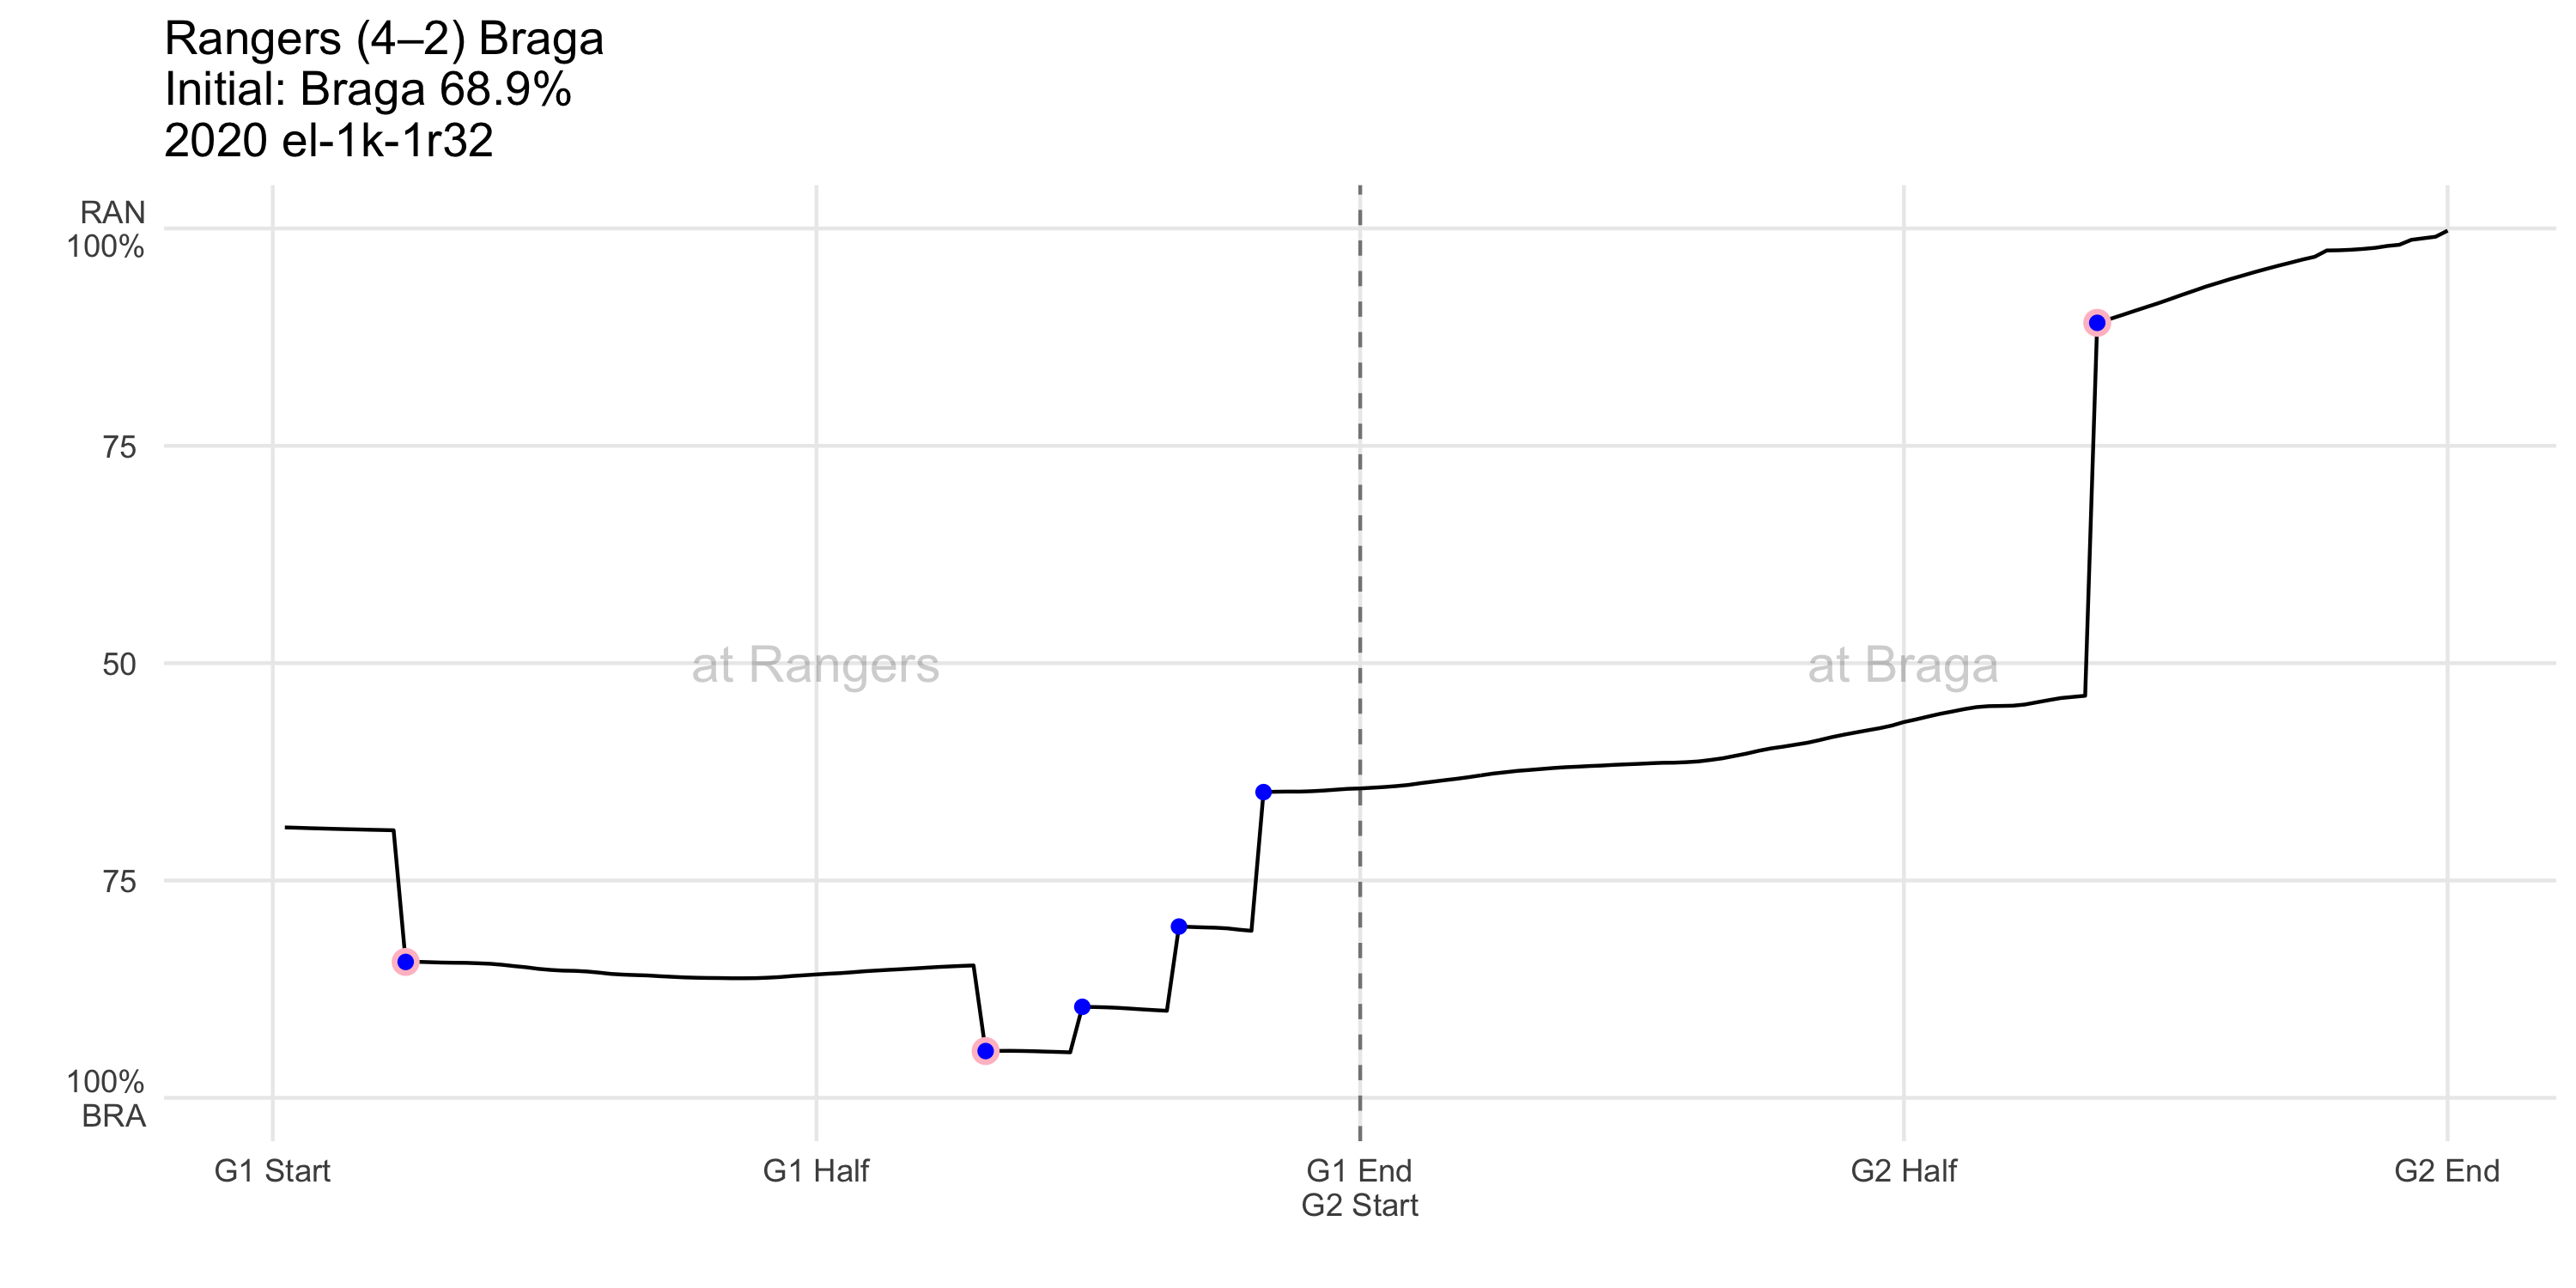 Rangers (4–2) Braga
Initial: Braga 68.9%
2020 el-1k-1r32
RAN
100%
75
50
75
100%
BRA
at Rangers
at Braga
G1 Start
G1 Half
G1 End
G2 Start
G2 Half
G2 End